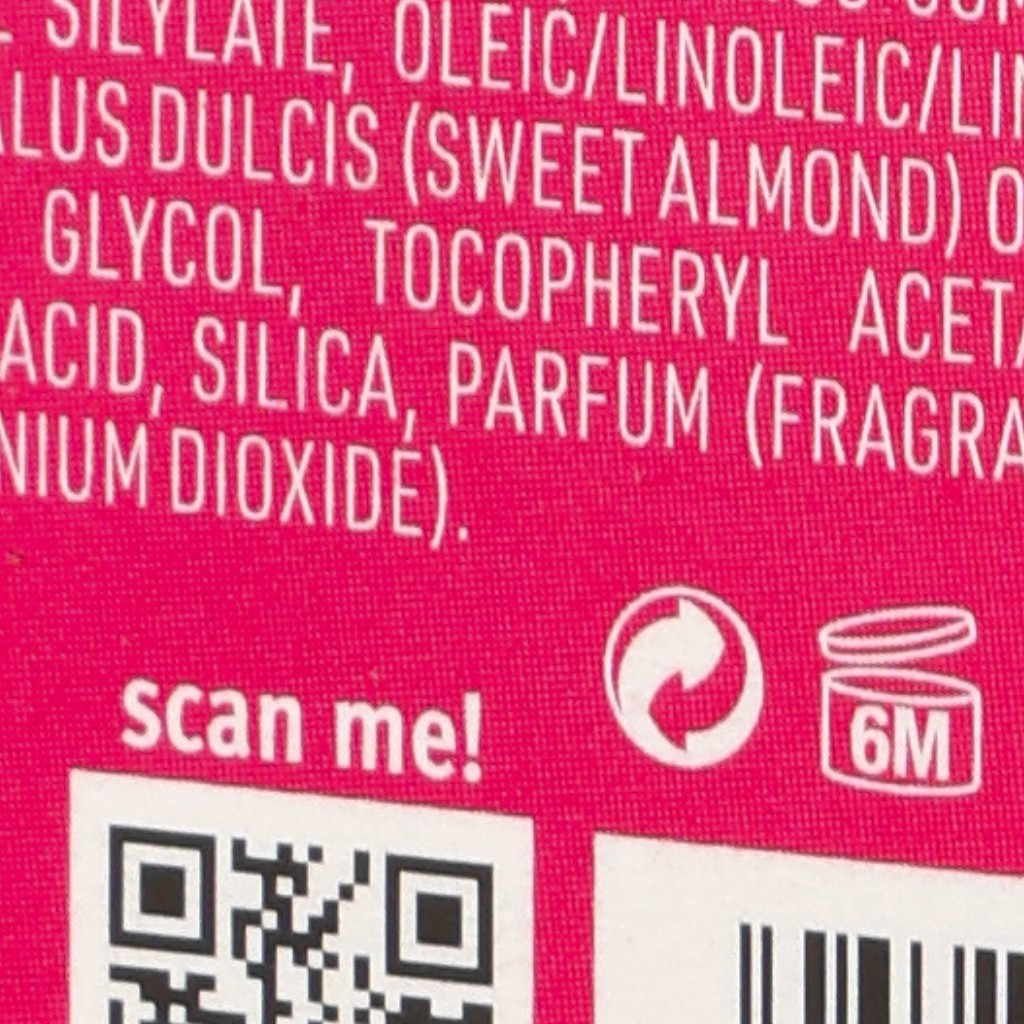 SILYLATE, OLEIC/LINOLEIC/LIN
ALUS DULCIS (SWEET ALMOND) O
GLYCOL, TOCOPHERYL ACETA
ACID, SILICA, PARFUM (FRAGRA
NIUM DIOXIDE).
scan me!
6M